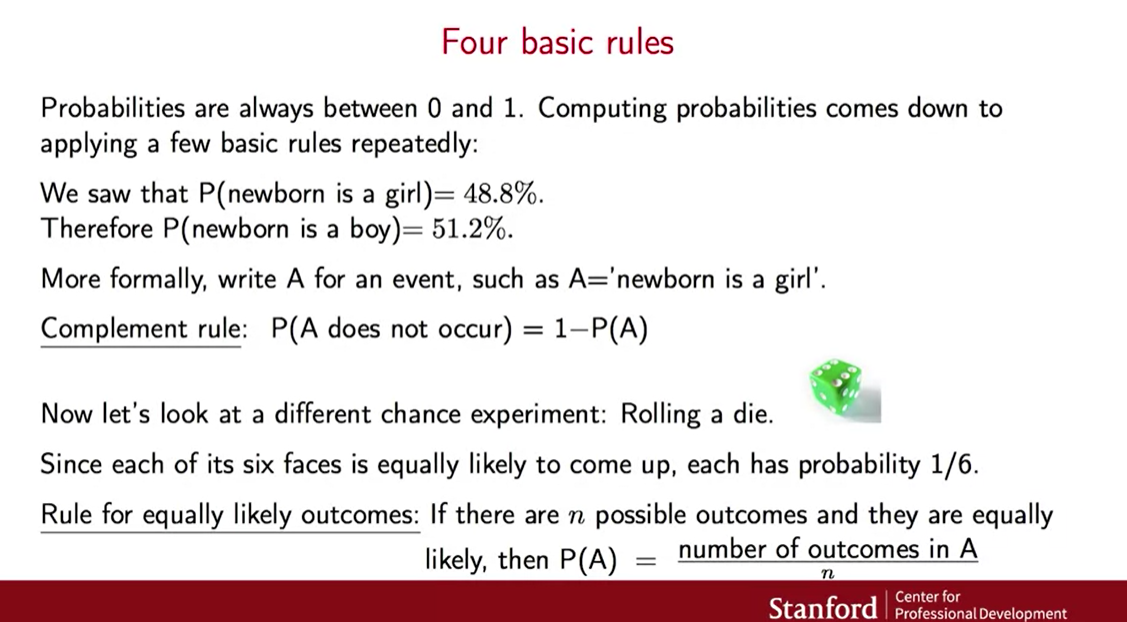 Four basic rules
Probabilities are always between 0 and 1. Computing probabilities comes down to
applying a few basic rules repeatedly:
We saw that P(newborn is a girl)= 48.8%.
Therefore P(newborn is a boy)= 51.2%.
More formally, write A for an event, such as A='newborn is a girl'.
Complement rule: P(A does not occur) = 1−P(A)
Now let's look at a different chance experiment: Rolling a die.
Since each of its six faces is equally likely to come up, each has probability 1/6.
Rule for equally likely outcomes: If there are n possible outcomes and they are equally
likely, then P(A) = number of outcomes in A
n
Stanford
Center for
Professional Development